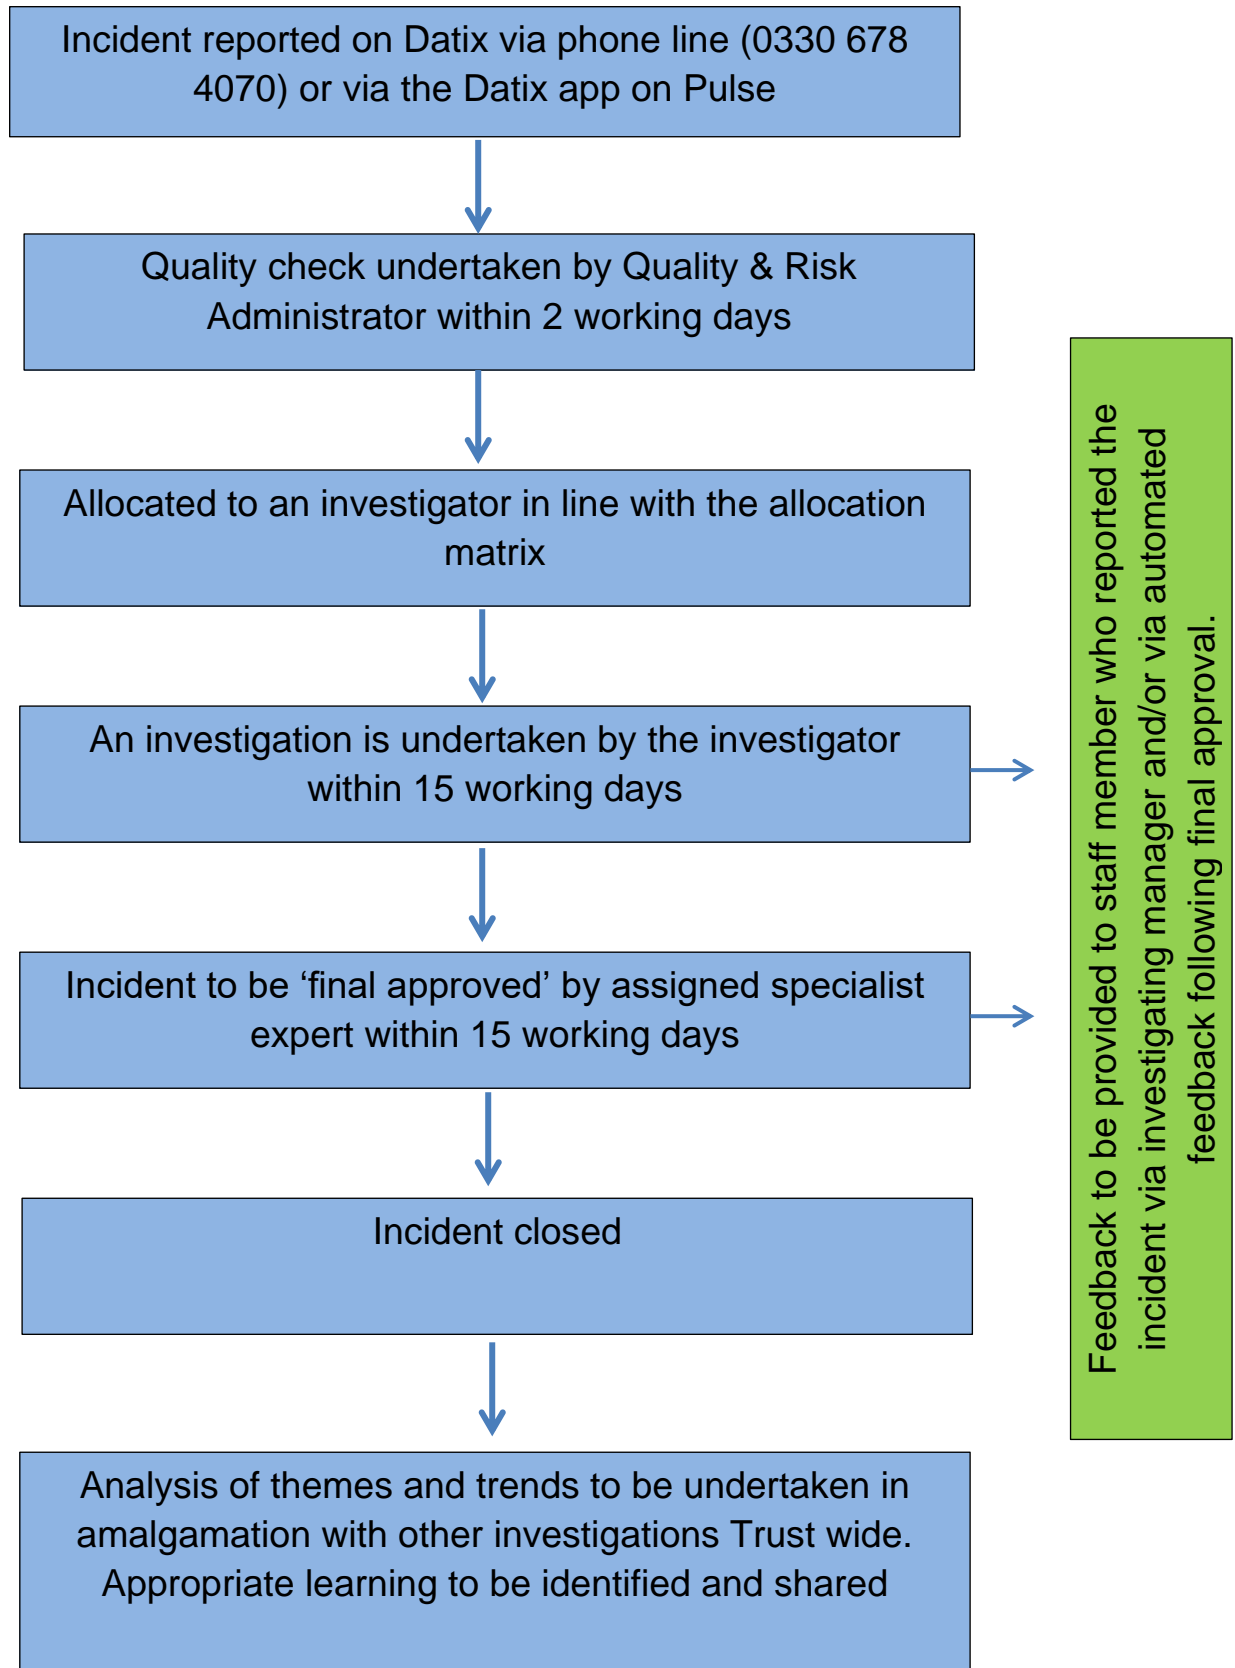 Incident reported on Datix via phone line (0330 678
4070) or via the Datix app on Pulse
Quality check undertaken by Quality & Risk
Administrator within 2 working days
Allocated to an investigator in line with the allocation
matrix
An investigation is undertaken by the investigator
within 15 working days
Incident to be ‘final approved’ by assigned specialist
expert within 15 working days
Incident closed
Analysis of themes and trends to be undertaken in
amalgamation with other investigations Trust wide.
Appropriate learning to be identified and shared
Feedback to be provided to staff member who reported the
incident via investigating manager and/or via automated
feedback following final approval.